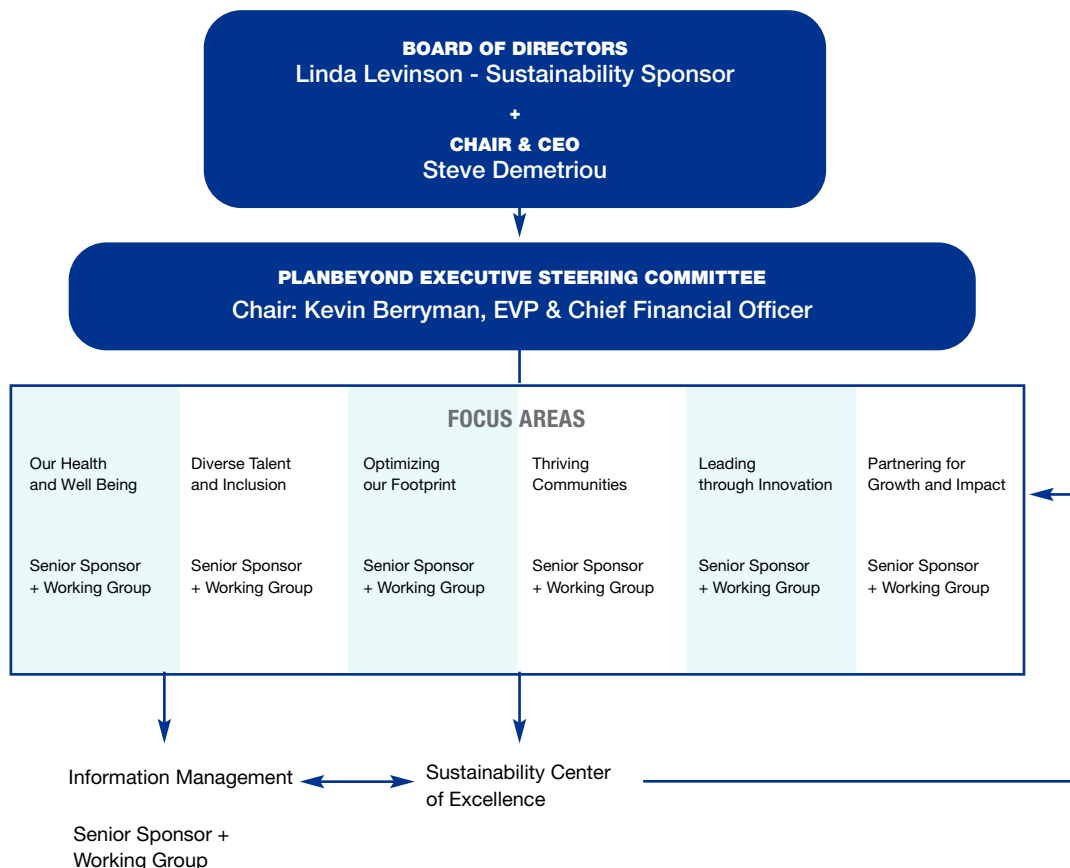 BOARD OF DIRECTORS
Linda Levinson - Sustainability Sponsor
+
CHAIR & CEO
Steve Demetriou
PLANBEYOND EXECUTIVE STEERING COMMITTEE
Chair: Kevin Berryman, EVP & Chief Financial Officer
FOCUS AREAS
Our Health
and Well Being
Senior Sponsor
+ Working Group
Diverse Talent
and Inclusion
Senior Sponsor
+ Working Group
Optimizing
our Footprint
Senior Sponsor
+ Working Group
Thriving
Communities
Senior Sponsor
+ Working Group
Leading
through Innovation
Senior Sponsor
+ Working Group
Partnering for
Growth and Impact
Senior Sponsor
+ Working Group
Information Management
Senior Sponsor +
Working Group
Sustainability Center
of Excellence